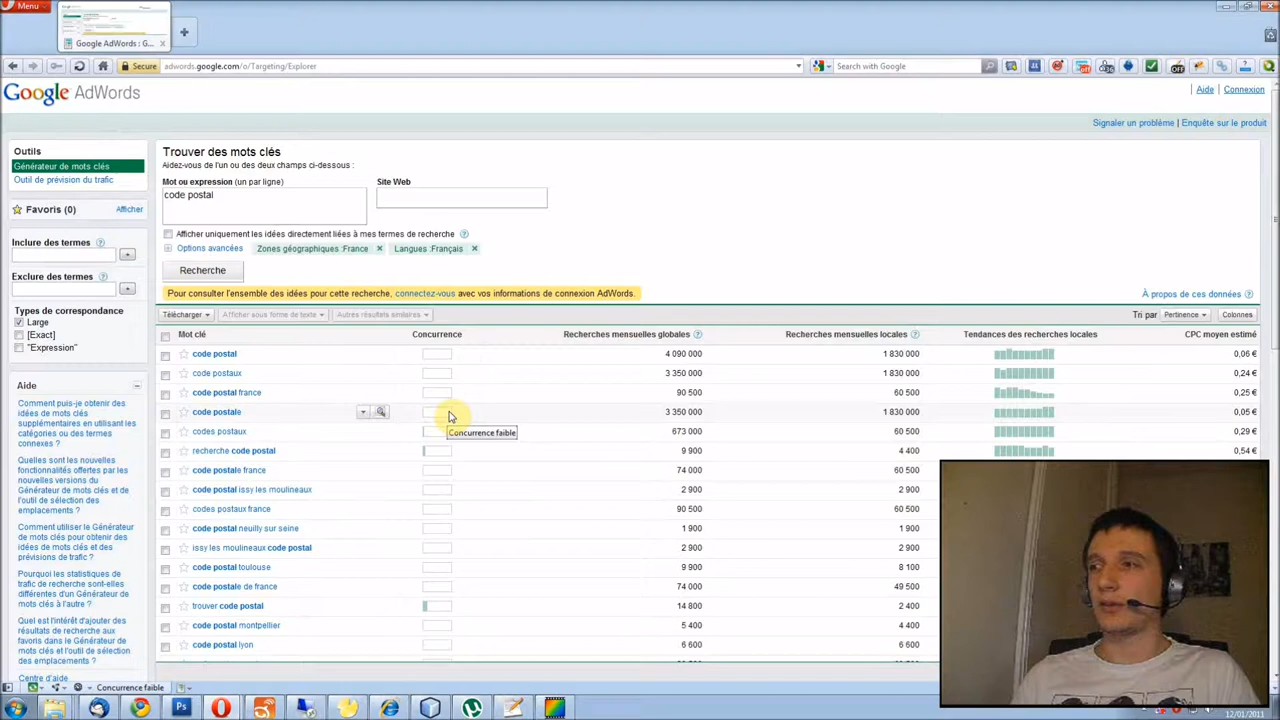 Menu
Google AdWords : G...
Secure
adwords.google.com/o/Targeting/Explorer
Search with Google
Google AdWords
Aide | Connexion
Signaler un problème | Enquête sur le produit
Outils
Générateur de mots clés
Outil de prévision du trafic
Favoris (0) Afficher
Inclure des termes
Exclure des termes
Types de correspondance
Large
[Exact]
"Expression"
Aide
Comment puis-je obtenir des
idées de mots clés
supplémentaires en utilisant les
catégories ou des termes
connexes ?
Quelles sont les nouvelles
fonctionnalités offertes par les
nouvelles versions du
Générateur de mots clés et de
l'outil de sélection des
emplacements ?
Comment utiliser le Générateur
de mots clés pour obtenir des
idées de mots clés et des
prévisions de trafic ?
Pourquoi les statistiques de
trafic de recherche sont-elles
différentes d'un Générateur de
mots clés à l'autre ?
Quel est l'intérêt d'ajouter des
résultats de recherche aux
favoris dans le Générateur de
mots clés et l'outil de sélection
des emplacements ?
Centre d'aide
Trouver des mots clés
Aidez-vous de l'un ou des deux champs ci-dessous :
Mot ou expression (un par ligne) Site Web
code postal
Afficher uniquement les idées directement liées à mes termes de recherche
Options avancées Zones géographiques :France Langues :Français
Recherche
Pour consulter l'ensemble des idées pour cette recherche, connectez-vous avec vos informations de connexion AdWords.
À propos de ces données
Télécharger Afficher sous forme de texte Autres résultats similaires Tri par Pertinence Colonnes
Mot clé Concurrence Recherches mensuelles globales Recherches mensuelles locales Tendances des recherches locales CPC moyen estimé
code postal 4 090 000 1 830 000 0,06 €
code postaux 3 350 000 1 830 000 0,24 €
code postal france 90 500 60 500 0,25 €
code postale 3 350 000 1 830 000 0,05 €
Concurrence faible
codes postaux 673 000 60 500 0,29 €
recherche code postal 9 900 4 400 0,54 €
code postale france 74 000 60 500
code postal issy les moulineaux 2 900 2 900
codes postaux france 90 500 60 500
code postal neuilly sur seine 1 900 1 900
issy les moulineaux code postal 2 900 2 900
code postal toulouse 9 900 8 100
code postale de france 74 000 49 500
trouver code postal 14 800 2 400
code postal montpellier 5 400 4 400
code postal lyon 6 600 6 600
Concurrence faible
12/01/2011